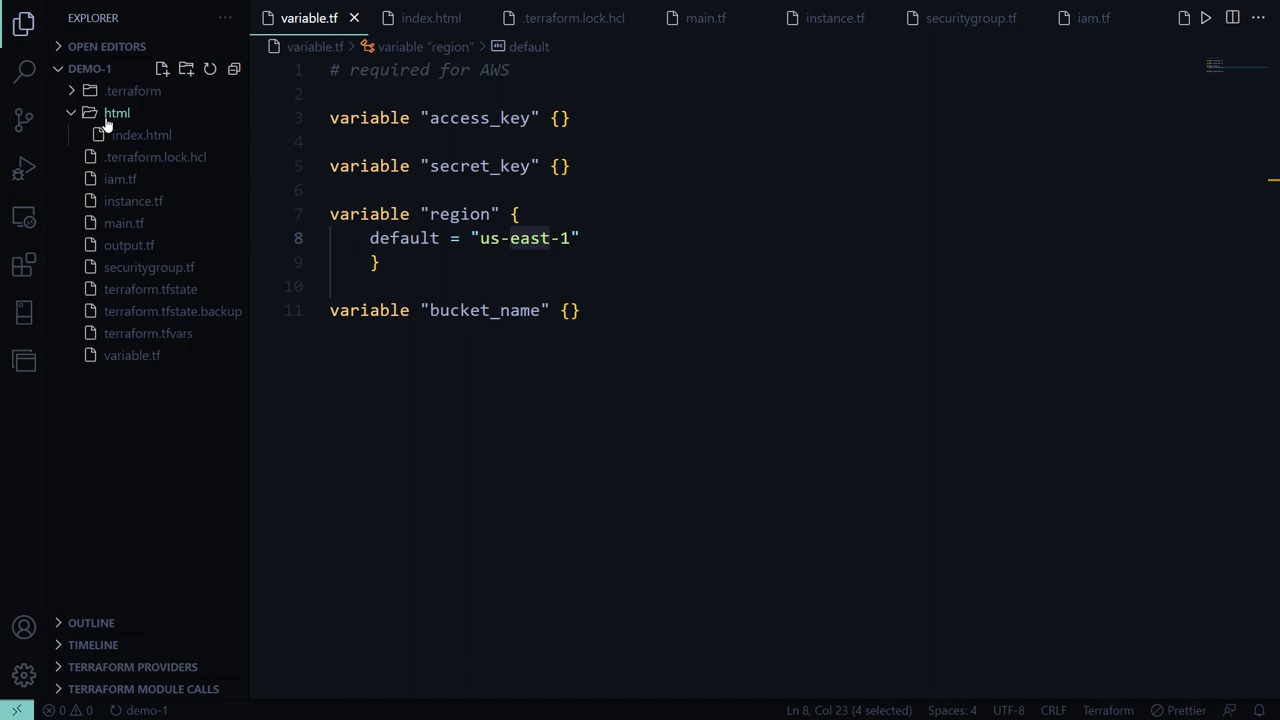 EXPLORER
OPEN EDITORS
DEMO-1
.terraform
html
index.html
.terraform.lock.hcl
iam.tf
instance.tf
main.tf
output.tf
securitygroup.tf
terraform.tfstate
terraform.tfstate.backup
terraform.tfvars
variable.tf
OUTLINE
TIMELINE
TERRAFORM PROVIDERS
TERRAFORM MODULE CALLS
variable.tf index.html .terraform.lock.hcl main.tf instance.tf securitygroup.tf iam.tf
variable.tf > variable "region" > default
1 # required for AWS
2
3 variable "access_key" {}
4
5 variable "secret_key" {}
6
7 variable "region" {
8 default = "us-east-1"
9 }
10
11 variable "bucket_name" {}
0 0 demo-1 Ln 8, Col 23 (4 selected) Spaces: 4 UTF-8 CRLF Terraform Prettier